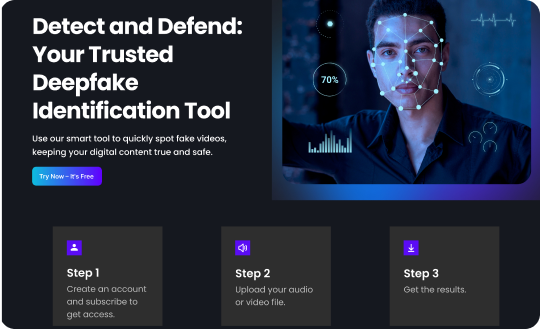 Detect and Defend:
Your Trusted
Deepfake
Identification Tool
Use our smart tool to quickly spot fake videos,
keeping your digital content true and safe.
Try Now – It's Free
70%
Step 1
Create an account
and subscribe to
get access.
Step 2
Upload your audio
or video file.
Step 3
Get the results.